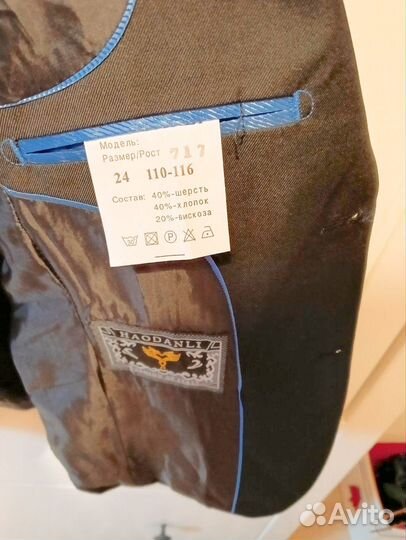 Модель:
Размер/Рост 717
24 110-116
Состав: 40%-шерсть
40%-хлопок
20%-вискоза
HAODANLI
Avito